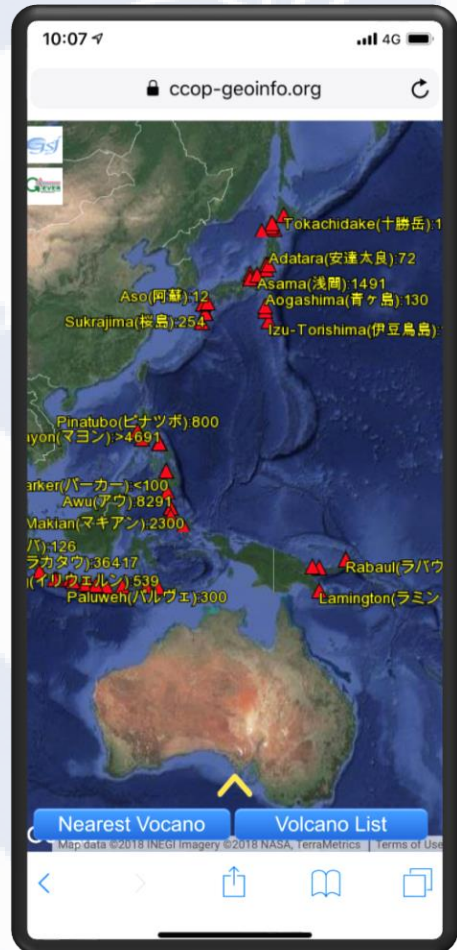 10:07
4G
ccop-geoinfo.org
GSJ
Tokachidake(十勝岳):1
Adatara(安達太良):72
Asama(浅間):1491
Aso(阿蘇):12
Aogashima(青ヶ島):130
Sukrajima(桜島):254
Izu-Torishima(伊豆鳥島):
Pinatubo(ピナツボ):800
ayon(マヨン):>4691
arker(パーカー):<100
Awu(アウ):8291
Makian(マキアン):2300
バ):126
ラカタウ):36417
Rabaul(ラバウ
(イリウェルン):539
Paluweh(パルヴェ):300
Lamington(ラミン
Nearest Vocano
Volcano List
Map data ©2018 INEGI Imagery ©2018 NASA, TerraMetrics
Terms of Use